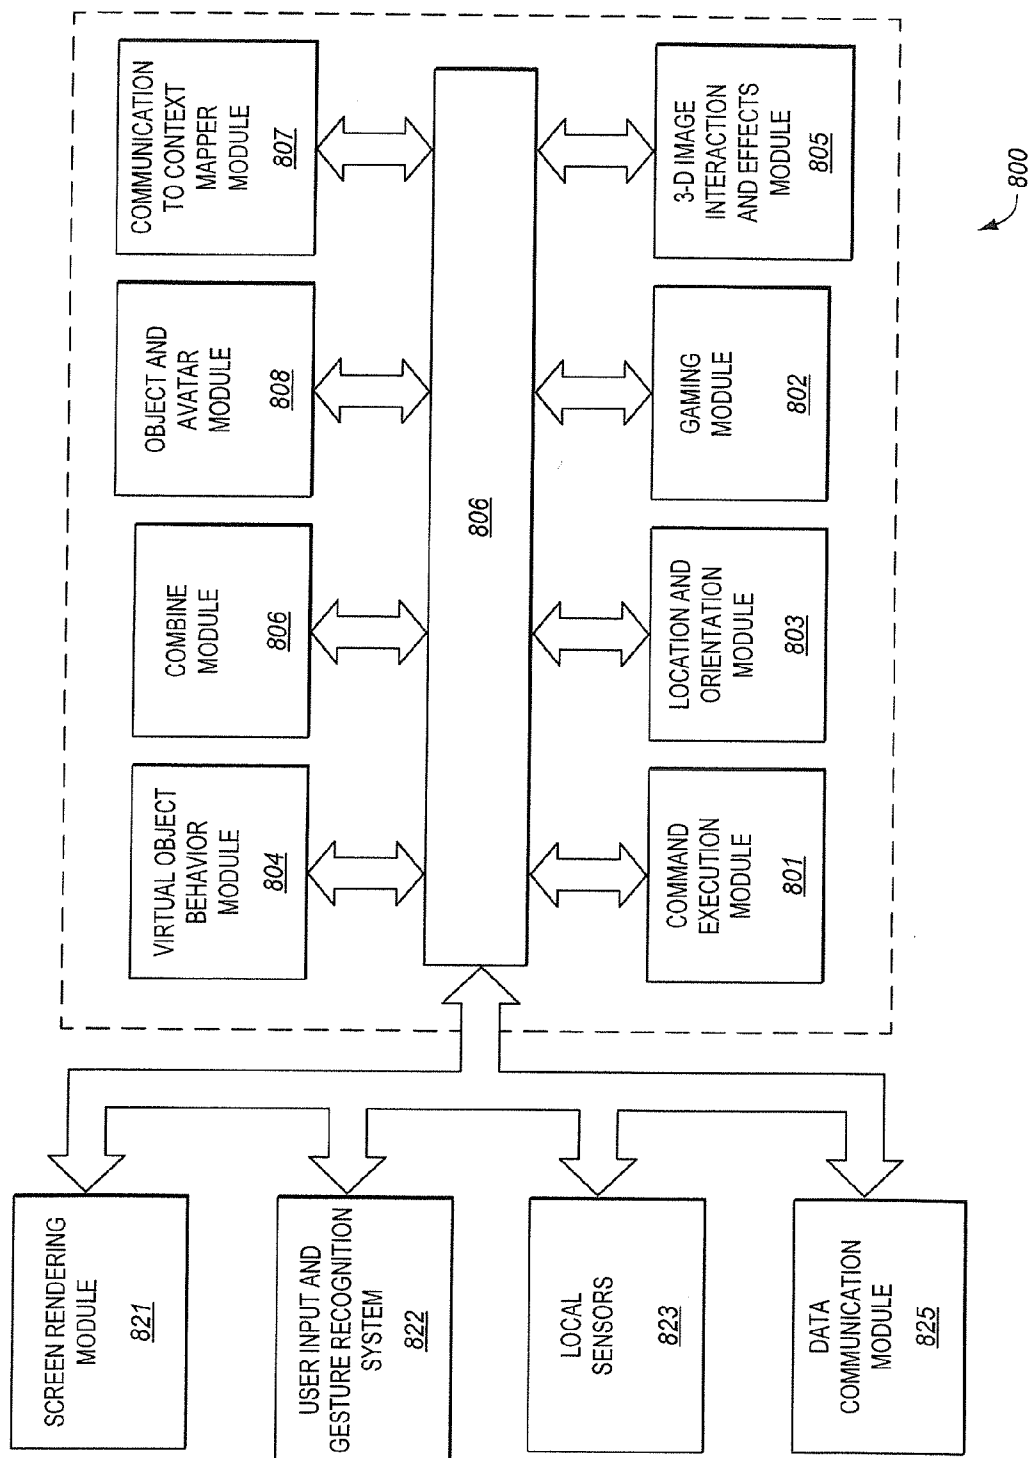 SCREEN RENDERING
MODULE
821
USER INPUT AND
GESTURE RECOGNITION
SYSTEM
822
LOCAL
SENSORS
823
DATA
COMMUNICATION
MODULE
825
VIRTUAL OBJECT
BEHAVIOR
MODULE
804
COMBINE
MODULE
806
OBJECT AND
AVATAR
MODULE
808
COMMUNICATION
TO CONTEXT
MAPPER
MODULE
807
806
COMMAND
EXECUTION
MODULE
801
LOCATION AND
ORIENTATION
MODULE
803
GAMING
MODULE
802
3-D IMAGE
INTERACTION
AND EFFECTS
MODULE
805
800